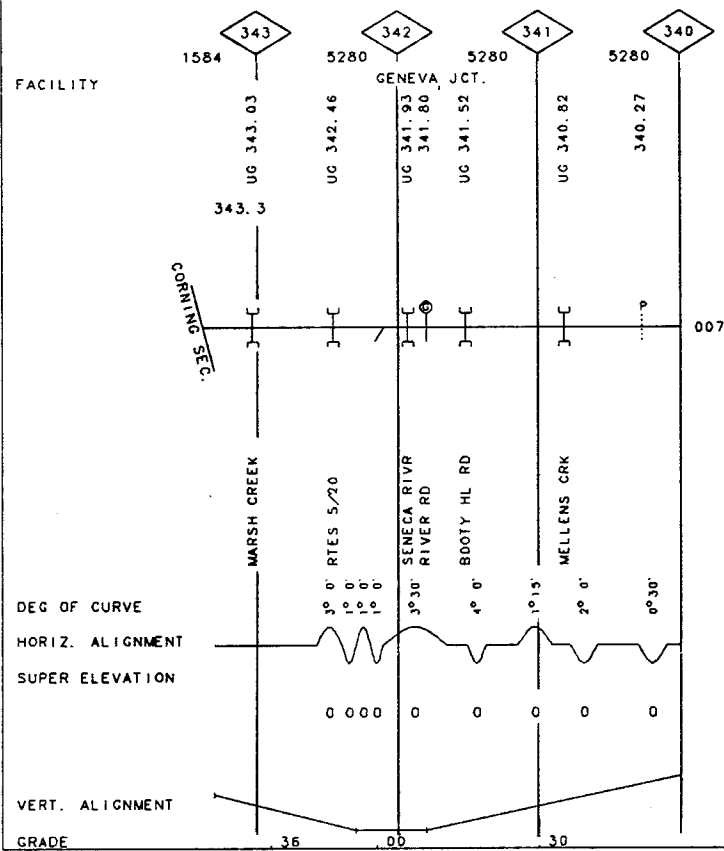 343 342 341 340
1584 5280 5280 5280
FACILITY
GENEVA JCT.
UG 343.03
UG 342.46
UG 341.93
341.80
UG 341.52
UG 340.82
340.27
343.3
CORNING SEC.
G
P
007
MARSH CREEK
RTES 5/20
SENECA RIVR
RIVER RD
BOOTY HL RD
MELLENS CRK
DEG OF CURVE
3° 0' 1° 0' 1° 0' 1° 0' 3° 30' 4° 0' 1° 15' 2° 0' 0° 30'
HORIZ. ALIGNMENT
SUPER ELEVATION
0 0 0 0 0 0 0 0 0
VERT. ALIGNMENT
GRADE .36 .00 .30